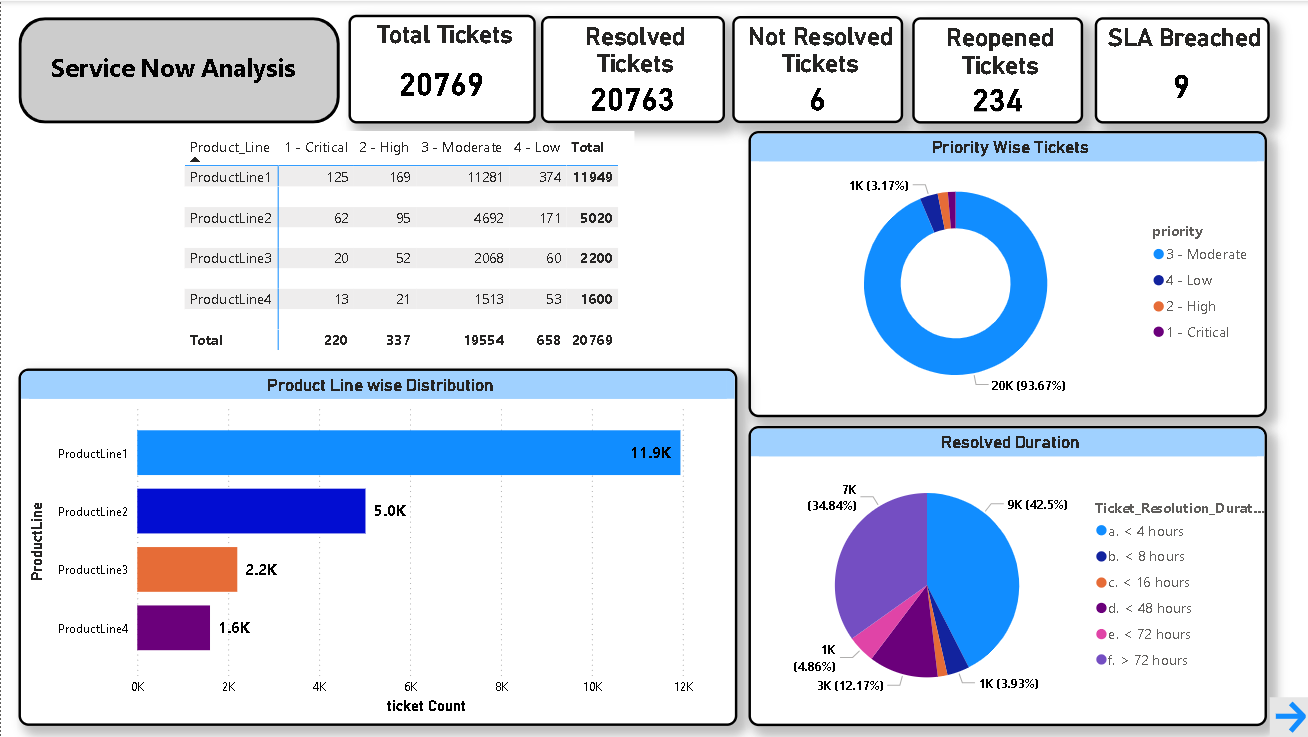 Service Now Analysis
Total Tickets
20769
Resolved
Tickets
20763
Not Resolved
Tickets
6
Reopened
Tickets
234
SLA Breached
9
Product_Line 1 - Critical 2 - High 3 - Moderate 4 - Low Total
ProductLine1 125 169 11281 374 11949
ProductLine2 62 95 4692 171 5020
ProductLine3 20 52 2068 60 2200
ProductLine4 13 21 1513 53 1600
Total 220 337 19554 658 20769
Priority Wise Tickets
1K (3.17%)
20K (93.67%)
priority
3 - Moderate
4 - Low
2 - High
1 - Critical
Product Line wise Distribution
ProductLine
ProductLine1 11.9K
ProductLine2 5.0K
ProductLine3 2.2K
ProductLine4 1.6K
0K 2K 4K 6K 8K 10K 12K
ticket Count
Resolved Duration
7K
(34.84%)
9K (42.5%)
1K
(4.86%)
3K (12.17%)
1K (3.93%)
Ticket_Resolution_Durat...
a. < 4 hours
b. < 8 hours
c. < 16 hours
d. < 48 hours
e. < 72 hours
f. > 72 hours